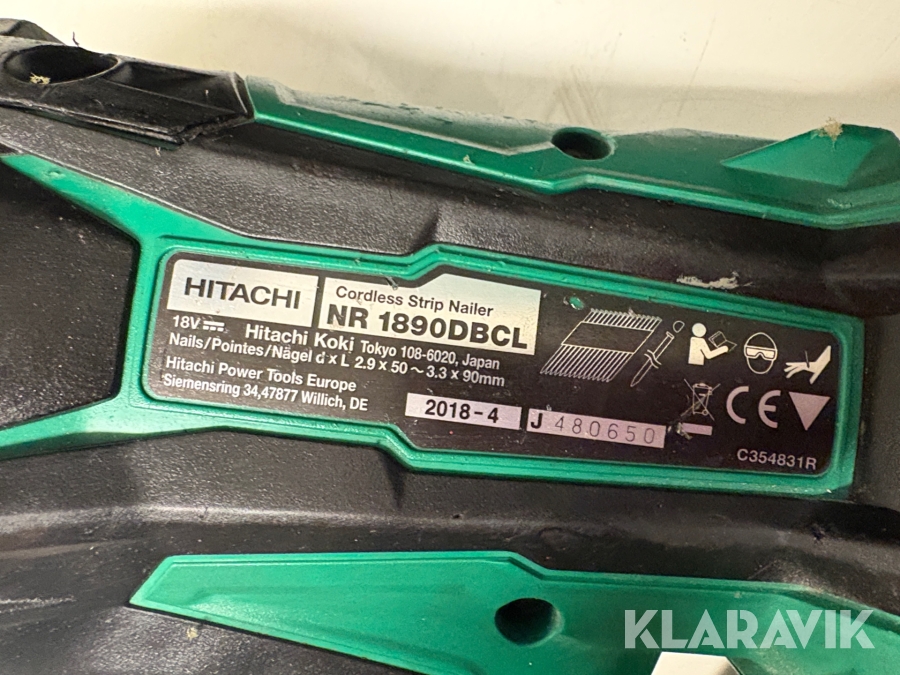 HITACHI
Cordless Strip Nailer
NR 1890DBCL
18V
Hitachi Koki Tokyo 108-6020, Japan
Nails/Pointes/Nägel d x L 2.9 x 50 ~ 3.3 x 90mm
Hitachi Power Tools Europe
Siemensring 34,47877 Willich, DE
2018-4
J 480650
CE
C354831R
KLARAVIK